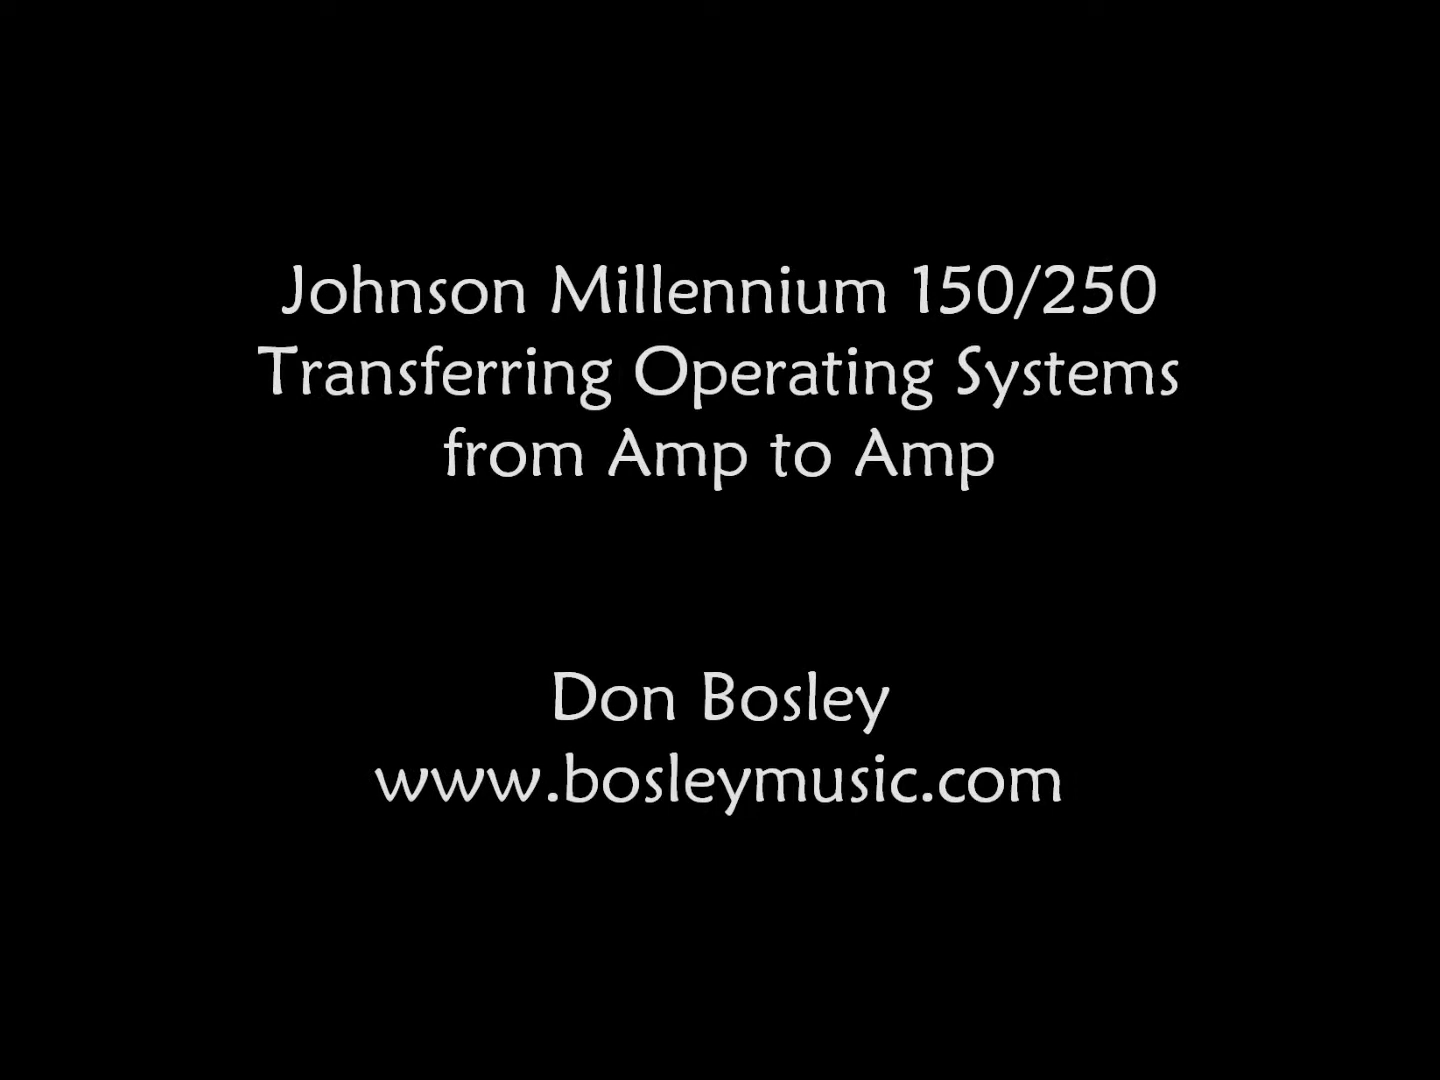 Johnson Millennium 150/250
Transferring Operating Systems
from Amp to Amp
Don Bosley
www.bosleymusic.com